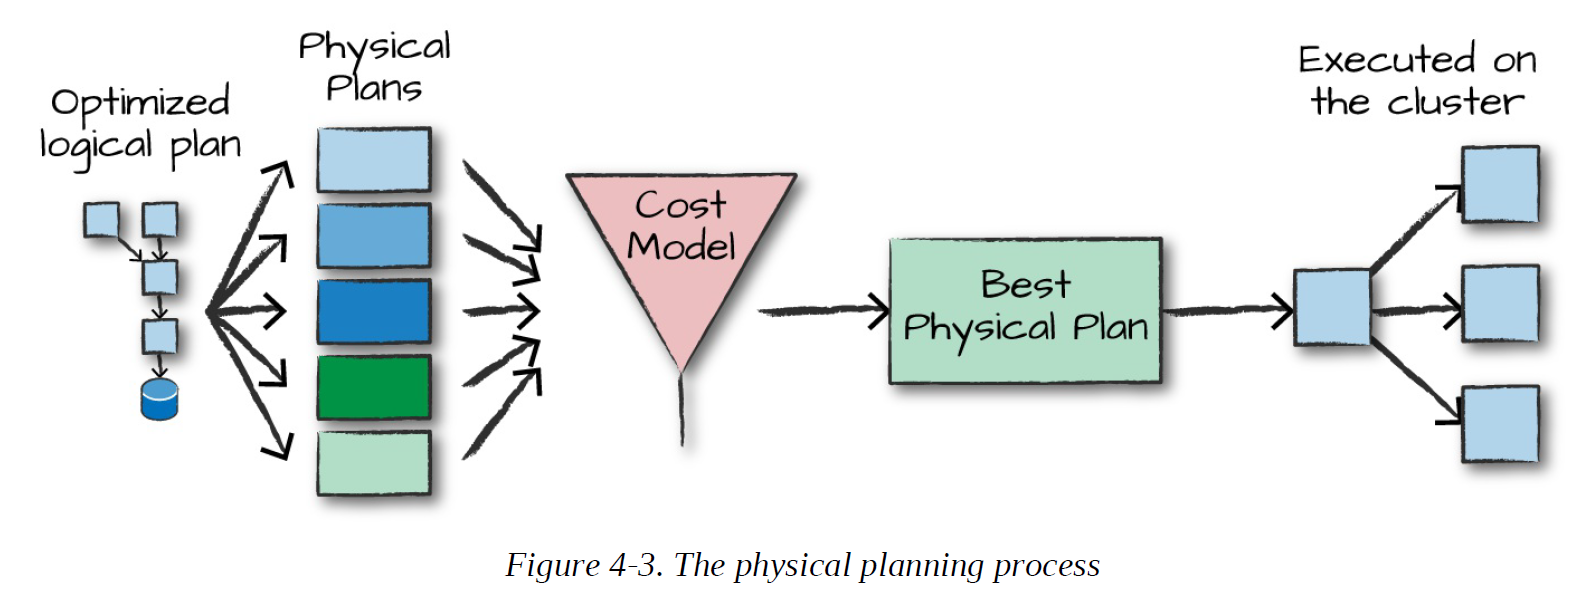 Optimized
logical plan
Physical
Plans
Cost
Model
Best
Physical Plan
Executed on
the cluster
Figure 4-3. The physical planning process